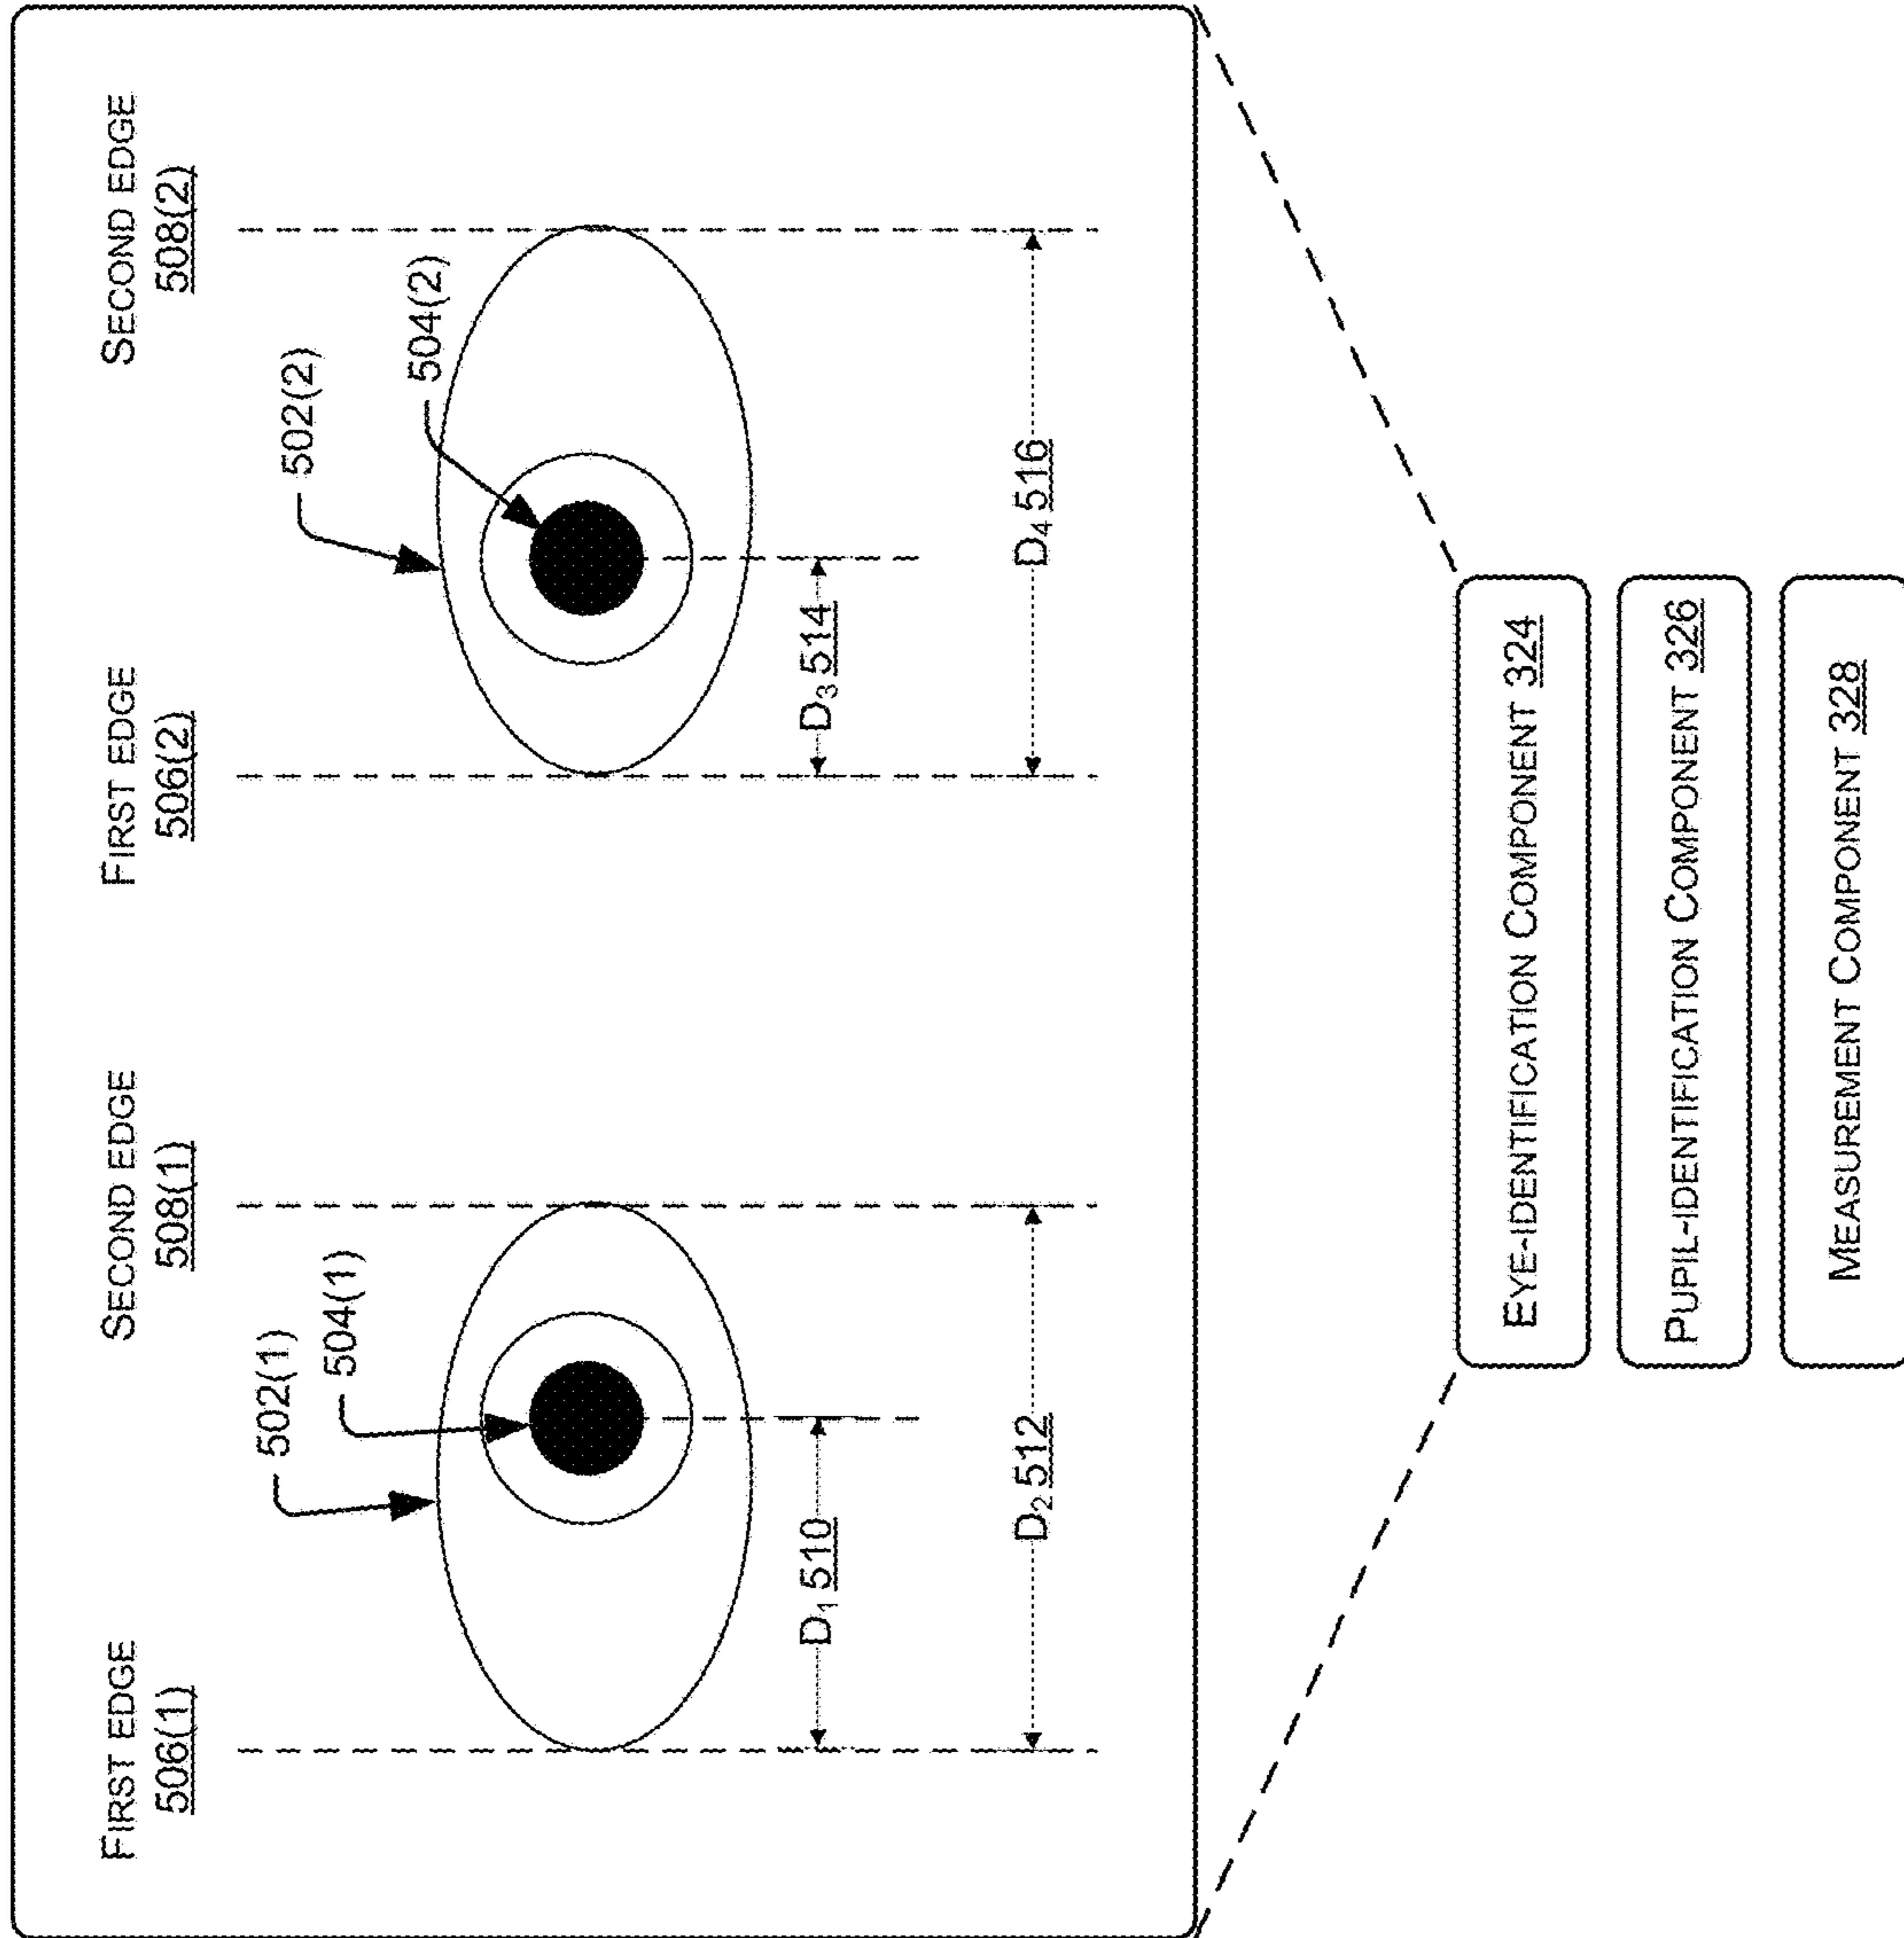 FIRST EDGE
506(1)
SECOND EDGE
508(1)
FIRST EDGE
506(2)
SECOND EDGE
508(2)
502(1)
504(1)
502(2)
504(2)
D₁ 510
D₃ 514
D₂ 512
D₄ 516
EYE-IDENTIFICATION COMPONENT 324
PUPIL-IDENTIFICATION COMPONENT 326
MEASUREMENT COMPONENT 328